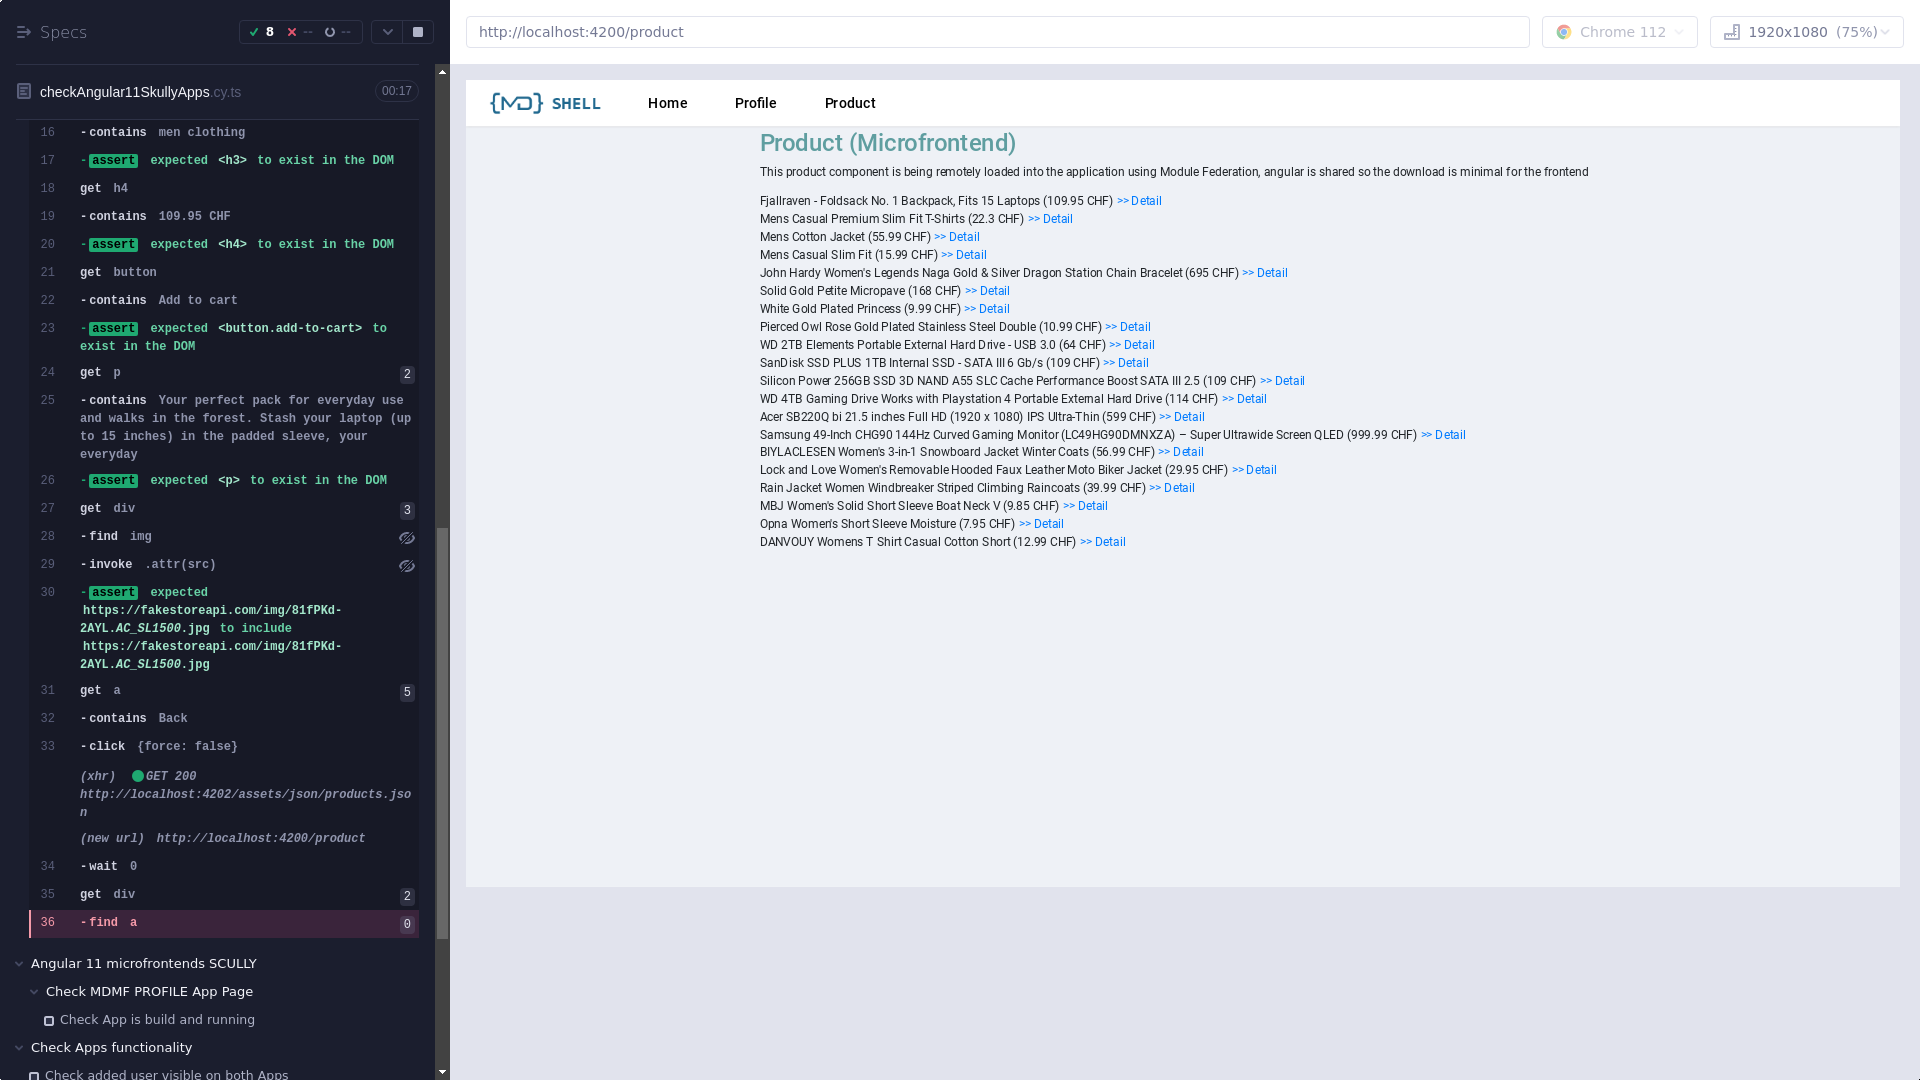 Specs
8
--
--
checkAngular11SkullyApps.cy.ts
00:17
16 -contains men clothing
17 -assert expected <h3> to exist in the DOM
18 get h4
19 -contains 109.95 CHF
20 -assert expected <h4> to exist in the DOM
21 get button
22 -contains Add to cart
23 -assert expected <button.add-to-cart> to
exist in the DOM
24 get p 2
25 -contains Your perfect pack for everyday use
and walks in the forest. Stash your laptop (up
to 15 inches) in the padded sleeve, your
everyday
26 -assert expected <p> to exist in the DOM
27 get div 3
28 -find img
29 -invoke .attr(src)
30 -assert expected
https://fakestoreapi.com/img/81fPKd-
2AYL.AC_SL1500.jpg to include
https://fakestoreapi.com/img/81fPKd-
2AYL.AC_SL1500.jpg
31 get a 5
32 -contains Back
33 -click {force: false}
(xhr) GET 200
http://localhost:4202/assets/json/products.jso
n
(new url) http://localhost:4200/product
34 -wait 0
35 get div 2
36 -find a 0
Angular 11 microfrontends SCULLY
Check MDMF PROFILE App Page
Check App is build and running
Check Apps functionality
Check added user visible on both Apps
http://localhost:4200/product
Chrome 112
1920x1080 (75%)
{MD} SHELL
Home
Profile
Product
Product (Microfrontend)
This product component is being remotely loaded into the application using Module Federation, angular is shared so the download is minimal for the frontend
Fjallraven - Foldsack No. 1 Backpack, Fits 15 Laptops (109.95 CHF) >> Detail
Mens Casual Premium Slim Fit T-Shirts (22.3 CHF) >> Detail
Mens Cotton Jacket (55.99 CHF) >> Detail
Mens Casual Slim Fit (15.99 CHF) >> Detail
John Hardy Women's Legends Naga Gold & Silver Dragon Station Chain Bracelet (695 CHF) >> Detail
Solid Gold Petite Micropave (168 CHF) >> Detail
White Gold Plated Princess (9.99 CHF) >> Detail
Pierced Owl Rose Gold Plated Stainless Steel Double (10.99 CHF) >> Detail
WD 2TB Elements Portable External Hard Drive - USB 3.0 (64 CHF) >> Detail
SanDisk SSD PLUS 1TB Internal SSD - SATA III 6 Gb/s (109 CHF) >> Detail
Silicon Power 256GB SSD 3D NAND A55 SLC Cache Performance Boost SATA III 2.5 (109 CHF) >> Detail
WD 4TB Gaming Drive Works with Playstation 4 Portable External Hard Drive (114 CHF) >> Detail
Acer SB220Q bi 21.5 inches Full HD (1920 x 1080) IPS Ultra-Thin (599 CHF) >> Detail
Samsung 49-Inch CHG90 144Hz Curved Gaming Monitor (LC49HG90DMNXZA) – Super Ultrawide Screen QLED (999.99 CHF) >> Detail
BIYLACLESEN Women's 3-in-1 Snowboard Jacket Winter Coats (56.99 CHF) >> Detail
Lock and Love Women's Removable Hooded Faux Leather Moto Biker Jacket (29.95 CHF) >> Detail
Rain Jacket Women Windbreaker Striped Climbing Raincoats (39.99 CHF) >> Detail
MBJ Women's Solid Short Sleeve Boat Neck V (9.85 CHF) >> Detail
Opna Women's Short Sleeve Moisture (7.95 CHF) >> Detail
DANVOUY Womens T Shirt Casual Cotton Short (12.99 CHF) >> Detail